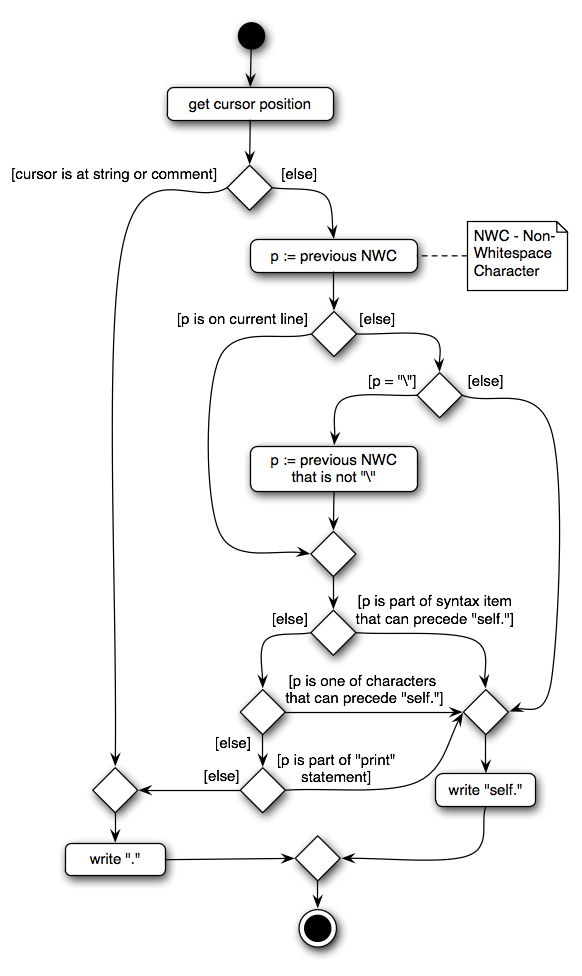 get cursor position
[cursor is at string or comment]
[else]
p := previous NWC
NWC - Non-
Whitespace
Character
[p is on current line]
[else]
[p = "\"]
[else]
p := previous NWC
that is not "\"
[else]
[p is part of syntax item
that can precede "self."]
[p is one of characters
that can precede "self."]
[else]
[p is part of "print"
statement]
[else]
write "self."
write "."